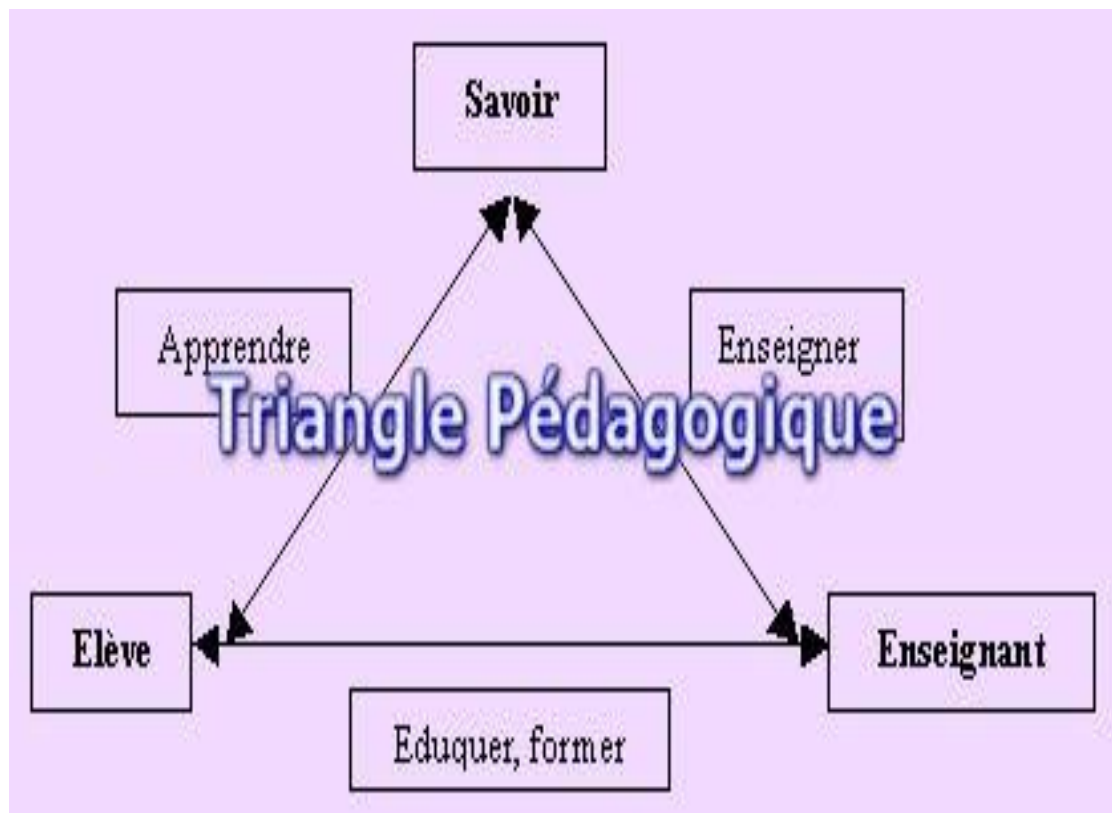 Savoir
Apprendre
Enseigner
Triangle Pédagogique
Elève
Enseignant
Eduquer, former